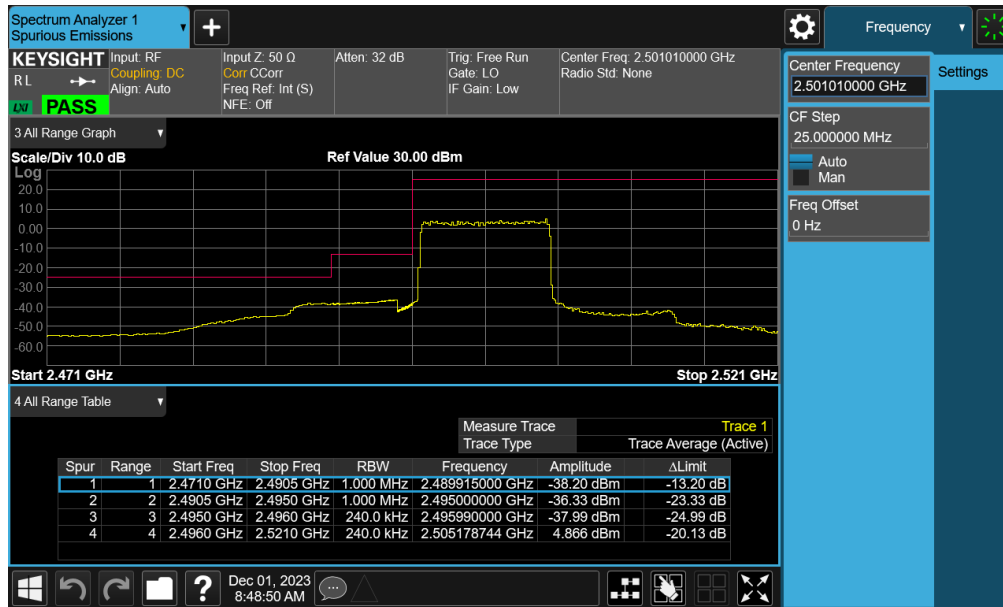 Spectrum Analyzer 1
Spurious Emissions
+
Frequency
KEYSIGHT
R L
LXI PASS
Input: RF
Coupling: DC
Align: Auto
Input Z: 50 Ω
Corr CCorr
Freq Ref: Int (S)
NFE: Off
Atten: 32 dB
Trig: Free Run
Gate: LO
IF Gain: Low
Center Freq: 2.501010000 GHz
Radio Std: None
Center Frequency
2.501010000 GHz
Settings
CF Step
25.000000 MHz
Auto
Man
Freq Offset
0 Hz
3 All Range Graph
Scale/Div 10.0 dB Ref Value 30.00 dBm
Log
20.0
10.0
0.00
-10.0
-20.0
-30.0
-40.0
-50.0
-60.0
Start 2.471 GHz Stop 2.521 GHz
4 All Range Table
Measure Trace Trace 1
Trace Type Trace Average (Active)
Spur Range Start Freq Stop Freq RBW Frequency Amplitude ΔLimit
1 1 2.4710 GHz 2.4905 GHz 1.000 MHz 2.489915000 GHz -38.20 dBm -13.20 dB
2 2 2.4905 GHz 2.4950 GHz 1.000 MHz 2.495000000 GHz -36.33 dBm -23.33 dB
3 3 2.4950 GHz 2.4960 GHz 240.0 kHz 2.495990000 GHz -37.99 dBm -24.99 dB
4 4 2.4960 GHz 2.5210 GHz 240.0 kHz 2.505178744 GHz 4.866 dBm -20.13 dB
?
Dec 01, 2023
8:48:50 AM